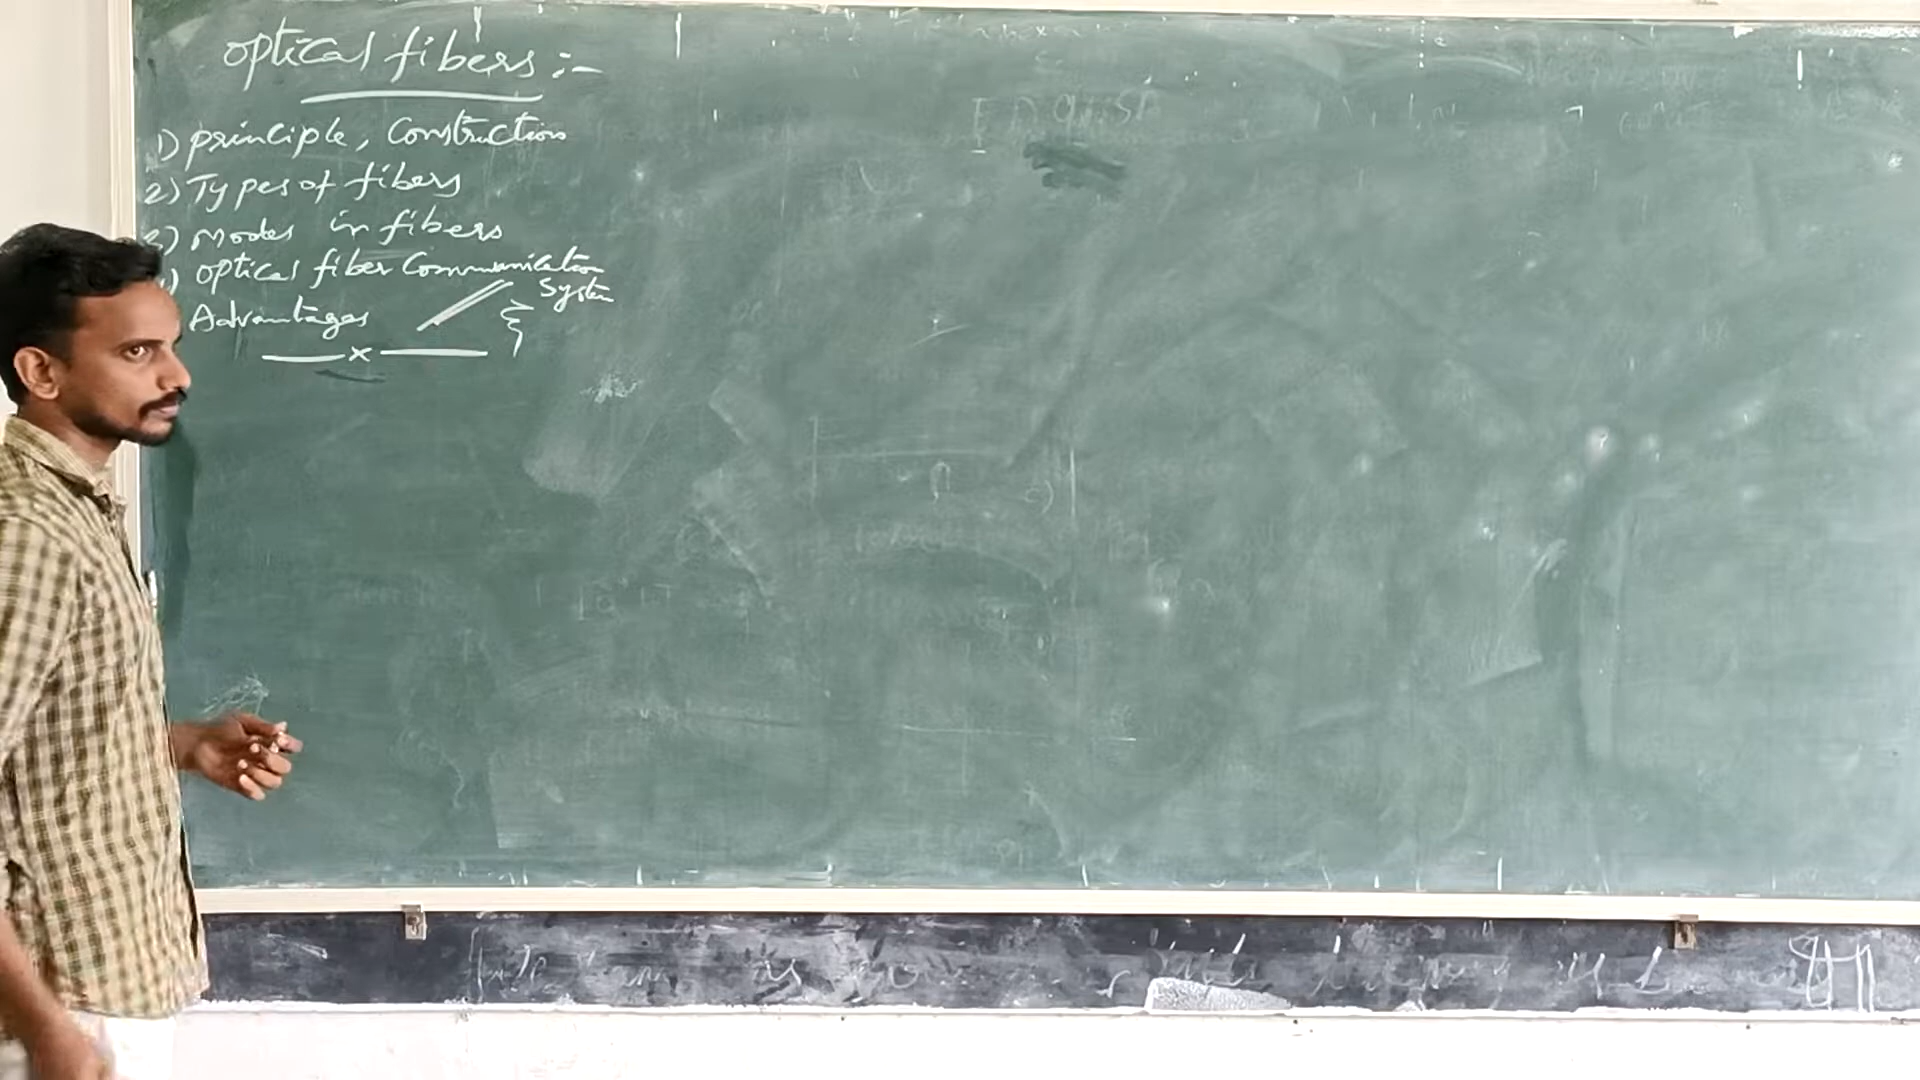 Optical fibers :-
1) principle, Construction
2) Types of fibers
3) Modes in fibers
) Optical fiber Communication
System
Advantages